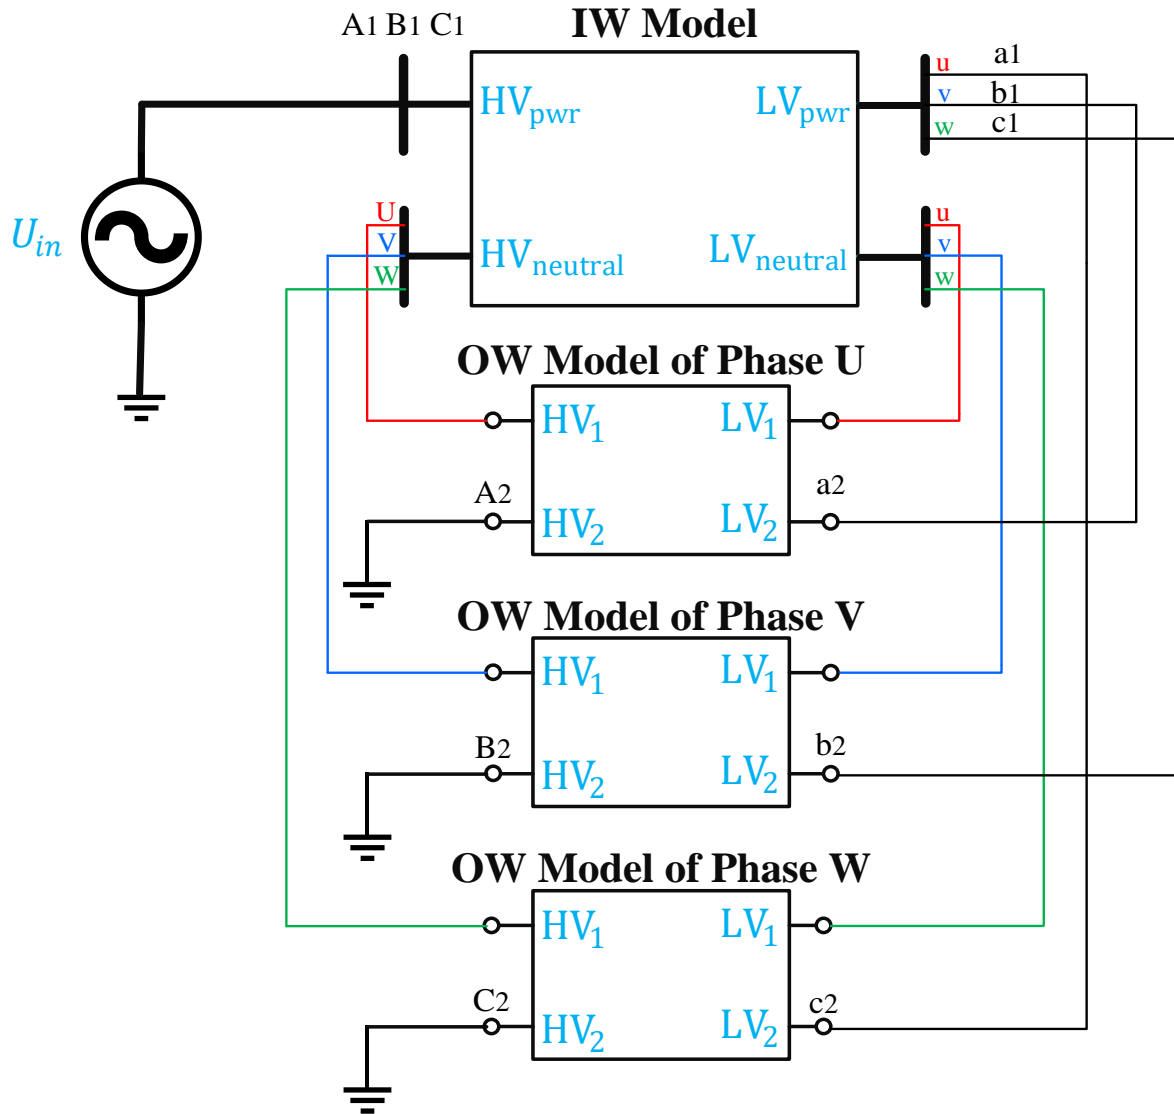 A1 B1 C1
IW Model
HVpwr
LVpwr
u
a1
v
b1
w
c1
Uin
U
V
W
HVneutral
LVneutral
u
v
w
OW Model of Phase U
HV1
LV1
A2
a2
HV2
LV2
OW Model of Phase V
HV1
LV1
B2
b2
HV2
LV2
OW Model of Phase W
HV1
LV1
C2
c2
HV2
LV2